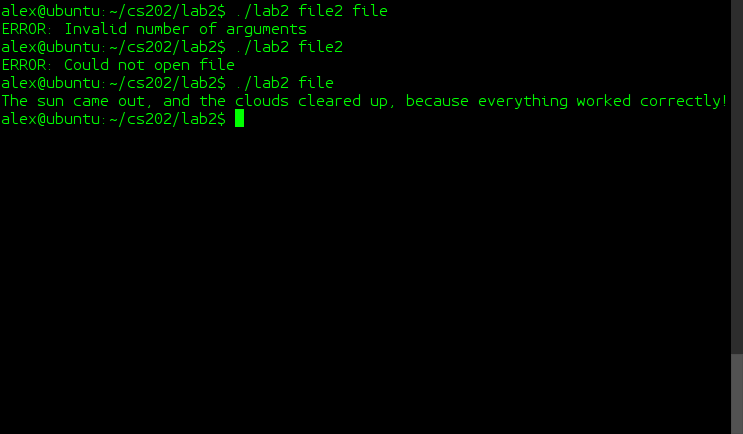 alex@ubuntu:~/cs202/lab2$ ./lab2 file2 file
ERROR: Invalid number of arguments
alex@ubuntu:~/cs202/lab2$ ./lab2 file2
ERROR: Could not open file
alex@ubuntu:~/cs202/lab2$ ./lab2 file
The sun came out, and the clouds cleared up, because everything worked correctly!
alex@ubuntu:~/cs202/lab2$